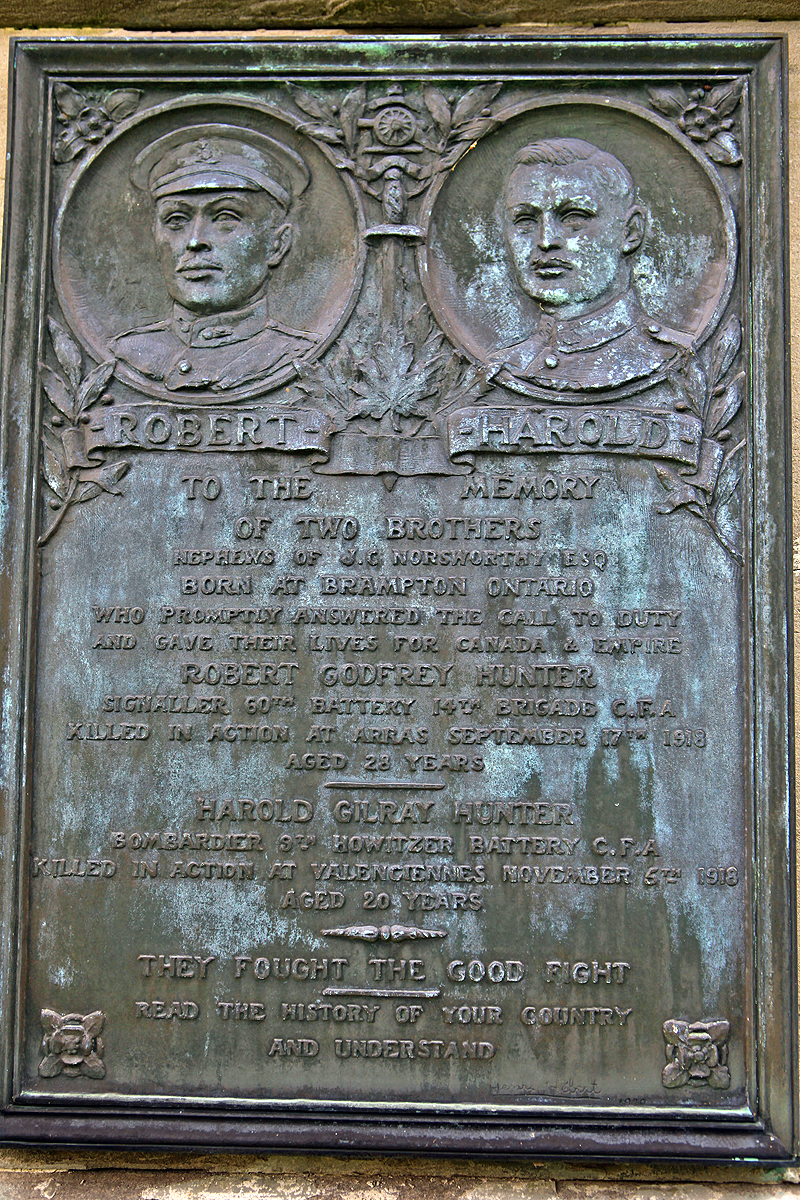 ROBERT HAROLD
TO THE MEMORY
OF TWO BROTHERS
NEPHEWS OF J.C NORSWORTHY ESQ
BORN AT BRAMPTON ONTARIO
WHO PROMPTLY ANSWERED THE CALL TO DUTY
AND GAVE THEIR LIVES FOR CANADA & EMPIRE
ROBERT GODFREY HUNTER
SIGNALLER 60TH BATTERY 14TH BRIGADE C.F.A
KILLED IN ACTION AT ARRAS SEPTEMBER 17TH 1918
AGED 28 YEARS
HAROLD GILRAY HUNTER
BOMBARDIER 9TH HOWITZER BATTERY C.F.A
KILLED IN ACTION AT VALENCIENNES NOVEMBER 5TH 1918
AGED 20 YEARS
THEY FOUGHT THE GOOD FIGHT
READ THE HISTORY OF YOUR COUNTRY
AND UNDERSTAND